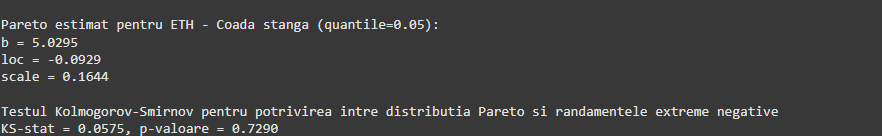 Pareto estimat pentru ETH - Coada stanga (quantile=0.05):
b = 5.0295
loc = -0.0929
scale = 0.1644
Testul Kolmogorov-Smirnov pentru potrivirea intre distributia Pareto si randamentele extreme negative
KS-stat = 0.0575, p-valoare = 0.7290